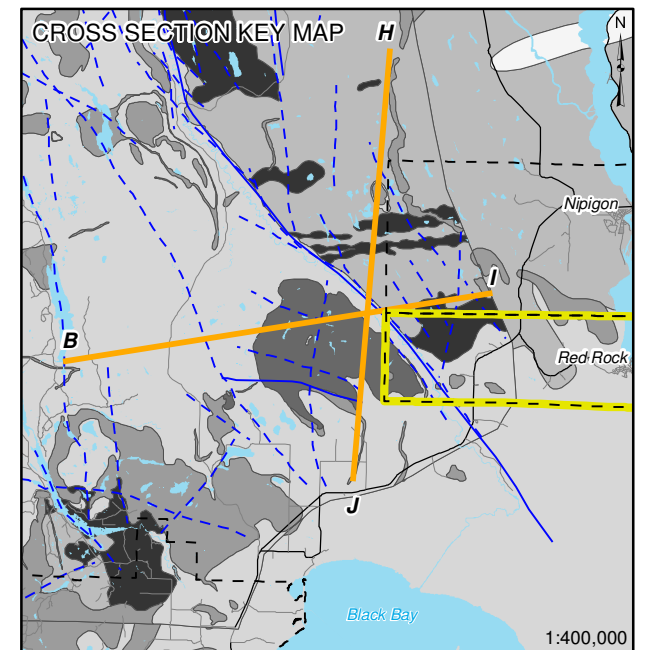 CROSS SECTION KEY MAP
H
N
Nipigon
I
B
Red Rock
J
Black Bay
1:400,000